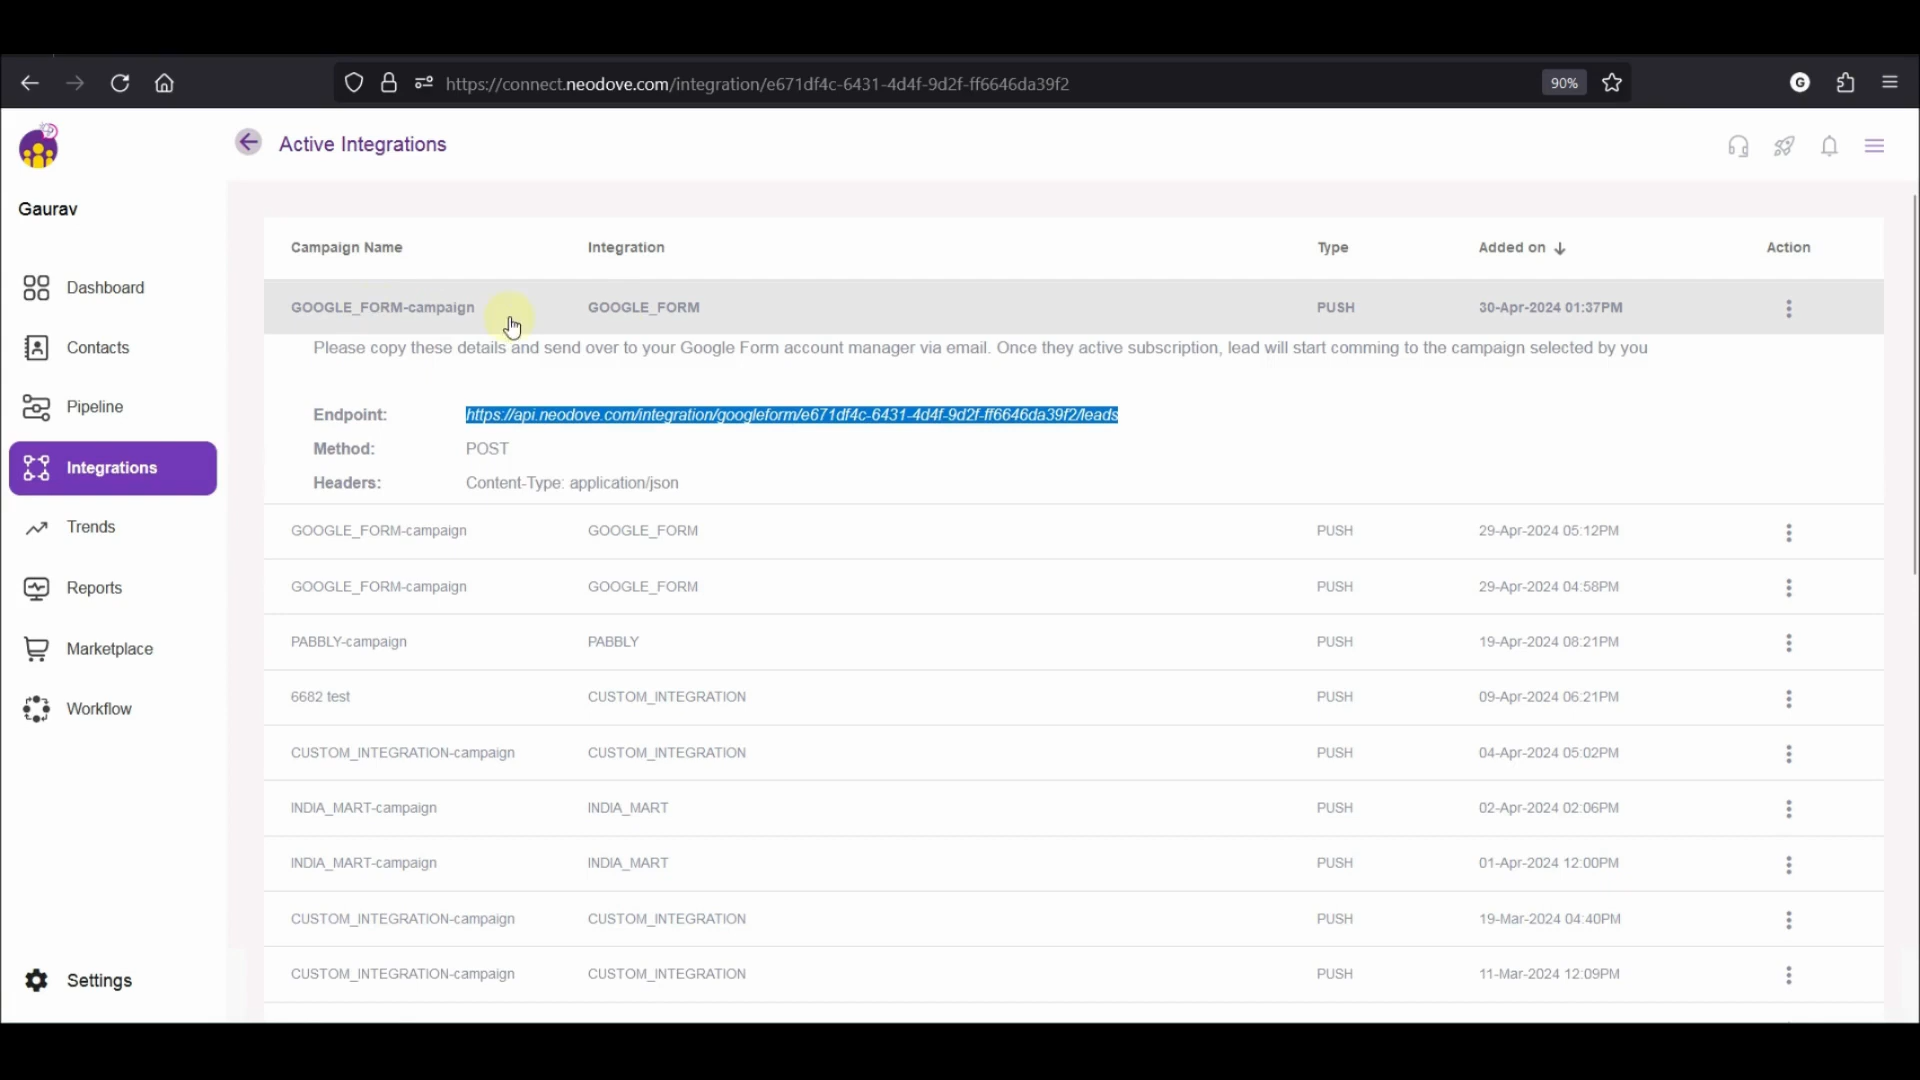 https://connect.neodove.com/integration/e671df4c-6431-4d4f-9d2f-ff6646da39f2
90%
G
Active Integrations
Gaurav
Dashboard
Contacts
Pipeline
Integrations
Trends
Reports
Marketplace
Workflow
Settings
Campaign Name Integration Type Added on Action
GOOGLE_FORM-campaign GOOGLE_FORM PUSH 30-Apr-2024 01:37PM
Please copy these details and send over to your Google Form account manager via email. Once they active subscription, lead will start comming to the campaign selected by you
Endpoint: https://api.neodove.com/integration/googleform/e671df4c-6431-4d4f-9d2f-ff6646da39f2/leads
Method: POST
Headers: Content-Type: application/json
GOOGLE_FORM-campaign GOOGLE_FORM PUSH 29-Apr-2024 05:12PM
GOOGLE_FORM-campaign GOOGLE_FORM PUSH 29-Apr-2024 04:58PM
PABBLY-campaign PABBLY PUSH 19-Apr-2024 08:21PM
6682 test CUSTOM_INTEGRATION PUSH 09-Apr-2024 06:21PM
CUSTOM_INTEGRATION-campaign CUSTOM_INTEGRATION PUSH 04-Apr-2024 05:02PM
INDIA_MART-campaign INDIA_MART PUSH 02-Apr-2024 02:06PM
INDIA_MART-campaign INDIA_MART PUSH 01-Apr-2024 12:00PM
CUSTOM_INTEGRATION-campaign CUSTOM_INTEGRATION PUSH 19-Mar-2024 04:40PM
CUSTOM_INTEGRATION-campaign CUSTOM_INTEGRATION PUSH 11-Mar-2024 12:09PM